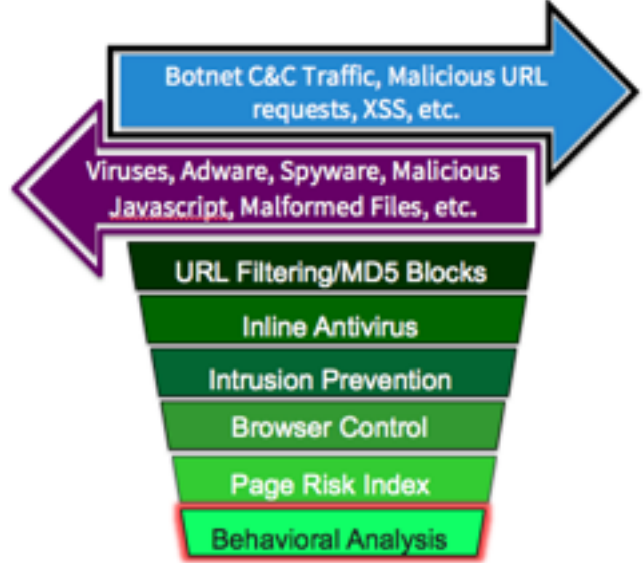 Botnet C&C Traffic, Malicious URL
requests, XSS, etc.
Viruses, Adware, Spyware, Malicious
Javascript, Malformed Files, etc.
URL Filtering/MD5 Blocks
Inline Antivirus
Intrusion Prevention
Browser Control
Page Risk Index
Behavioral Analysis